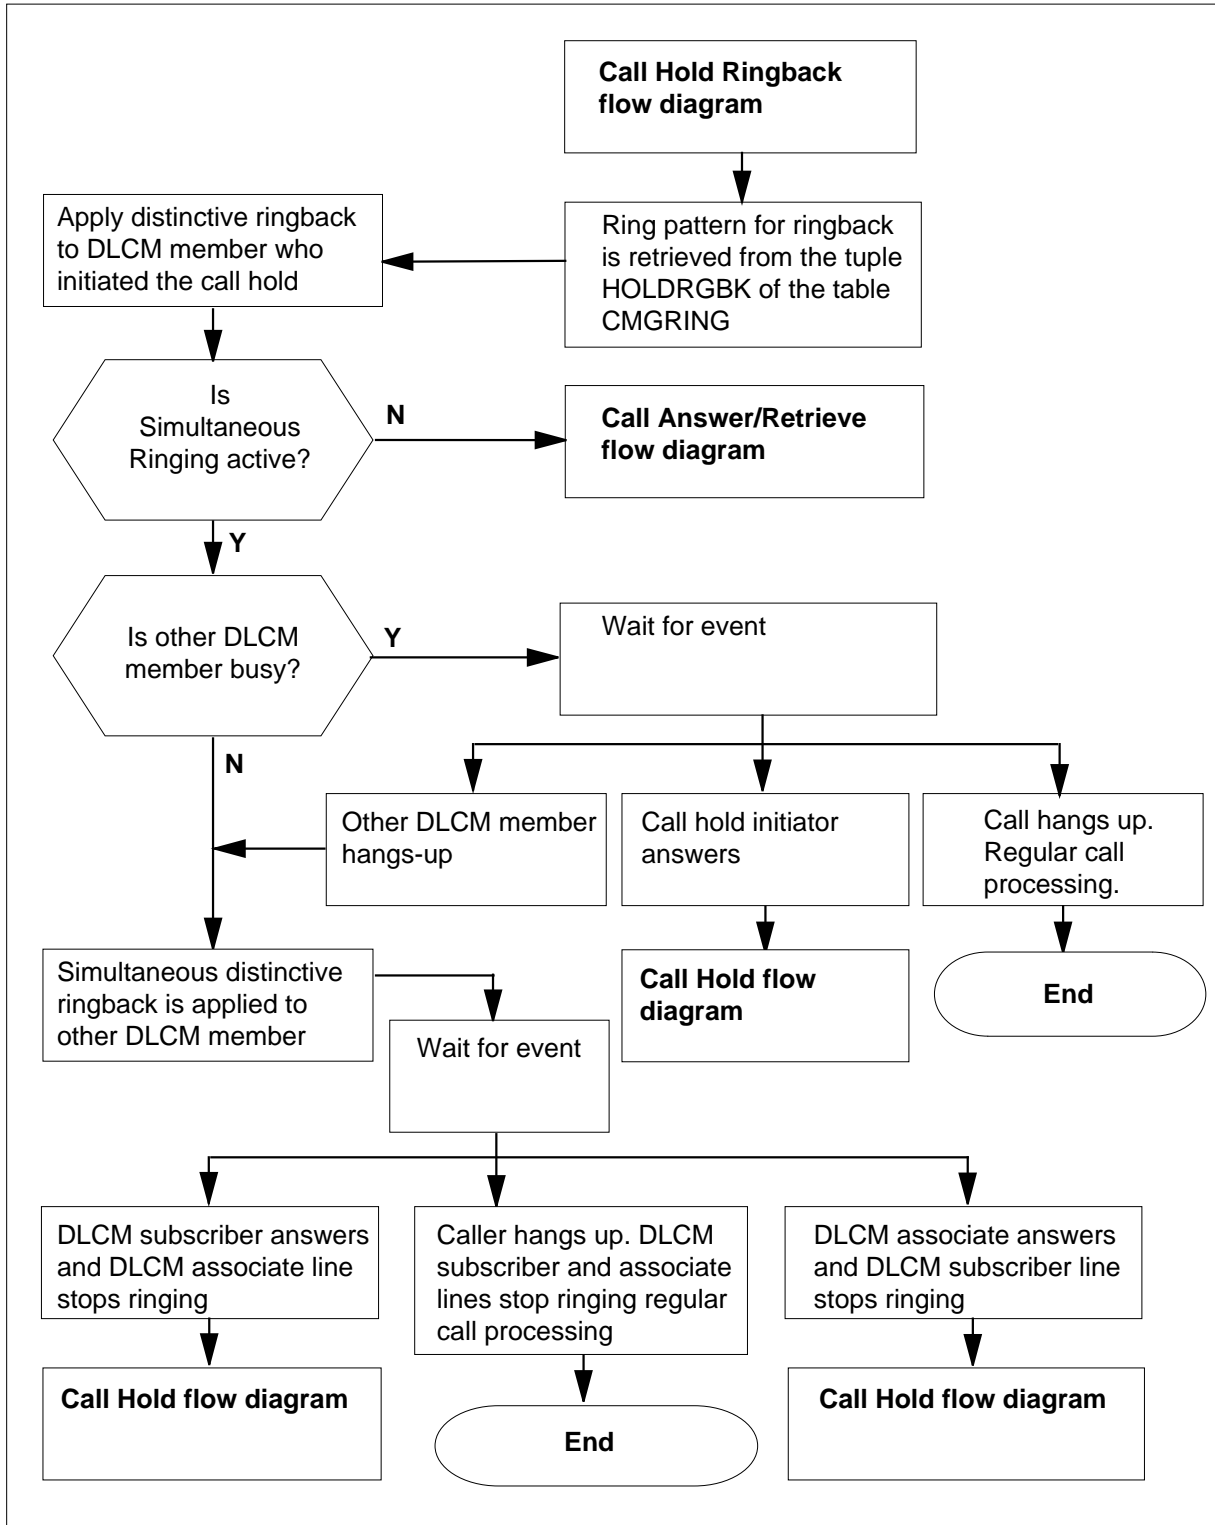 Call Hold Ringback
flow diagram
Ring pattern for ringback
is retrieved from the tuple
HOLDRGBK of the table
CMGRING
Apply distinctive ringback
to DLCM member who
initiated the call hold
Is
Simultaneous
Ringing active?
N
Call Answer/Retrieve
flow diagram
Y
Is other DLCM
member busy?
Y
Wait for event
N
Other DLCM member
hangs-up
Call hold initiator
answers
Call hangs up.
Regular call
processing.
Call Hold flow
diagram
End
Simultaneous distinctive
ringback is applied to
other DLCM member
Wait for event
DLCM subscriber answers
and DLCM associate line
stops ringing
Caller hangs up. DLCM
subscriber and associate
lines stop ringing regular
call processing
DLCM associate answers
and DLCM subscriber line
stops ringing
Call Hold flow diagram
End
Call Hold flow diagram